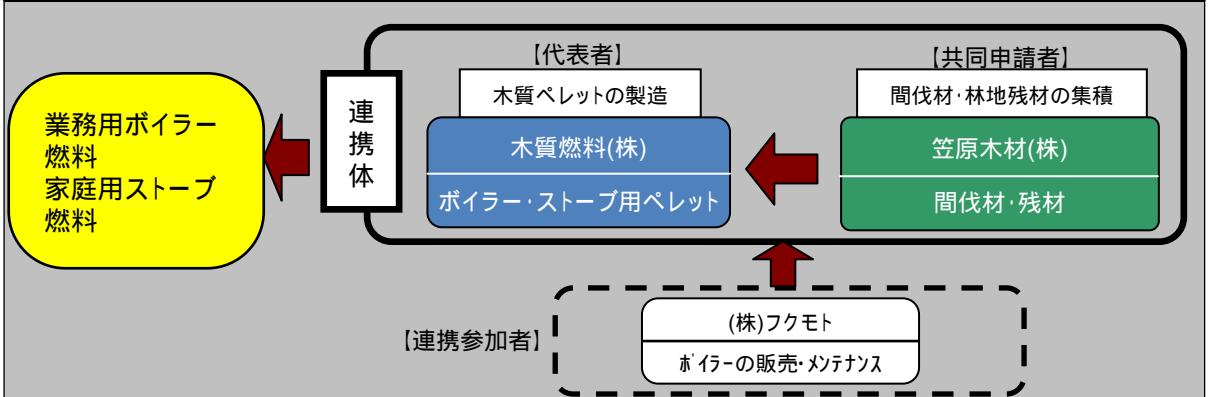 業務用ボイラー
燃料
家庭用ストーブ
燃料
連携体
【代表者】
木質ペレットの製造
木質燃料(株)
ボイラー・ストーブ用ペレット
【共同申請者】
間伐材・林地残材の集積
笠原木材(株)
間伐材・残材
【連携参加者】
(株)フクモト
ﾎﾞｲﾗｰの販売・ﾒﾝﾃﾅﾝｽ